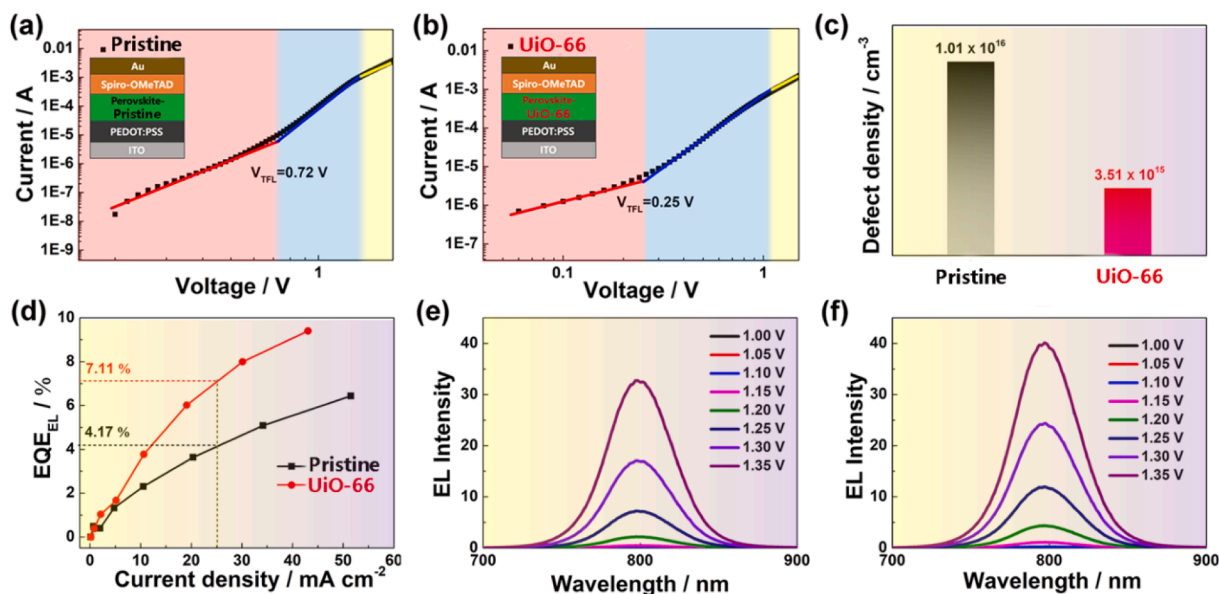 (a)
Pristine
Au
Spiro-OMeTAD
Perovskite-
Pristine
PEDOT:PSS
ITO
V_TFL=0.72 V
0.01
1E-3
1E-4
1E-5
1E-6
1E-7
1E-8
1E-9
Current / A
1
Voltage / V
(b)
UiO-66
Au
Spiro-OMeTAD
Perovskite-
UiO-66
PEDOT:PSS
ITO
V_TFL=0.25 V
0.01
1E-3
1E-4
1E-5
1E-6
1E-7
Current / A
0.1 1
Voltage / V
(c)
Defect density / cm⁻³
1.01 x 10¹⁶
3.51 x 10¹⁵
Pristine UiO-66
(d)
EQE_EL / %
10
8
6
4
2
0
7.11 %
4.17 %
Pristine
UiO-66
0 10 20 30 40 50 60
Current density / mA cm⁻²
(e)
EL Intensity
40
30
20
10
0
1.00 V
1.05 V
1.10 V
1.15 V
1.20 V
1.25 V
1.30 V
1.35 V
700 800 900
Wavelength / nm
(f)
EL Intensity
40
30
20
10
0
1.00 V
1.05 V
1.10 V
1.15 V
1.20 V
1.25 V
1.30 V
1.35 V
700 800 900
Wavelength / nm